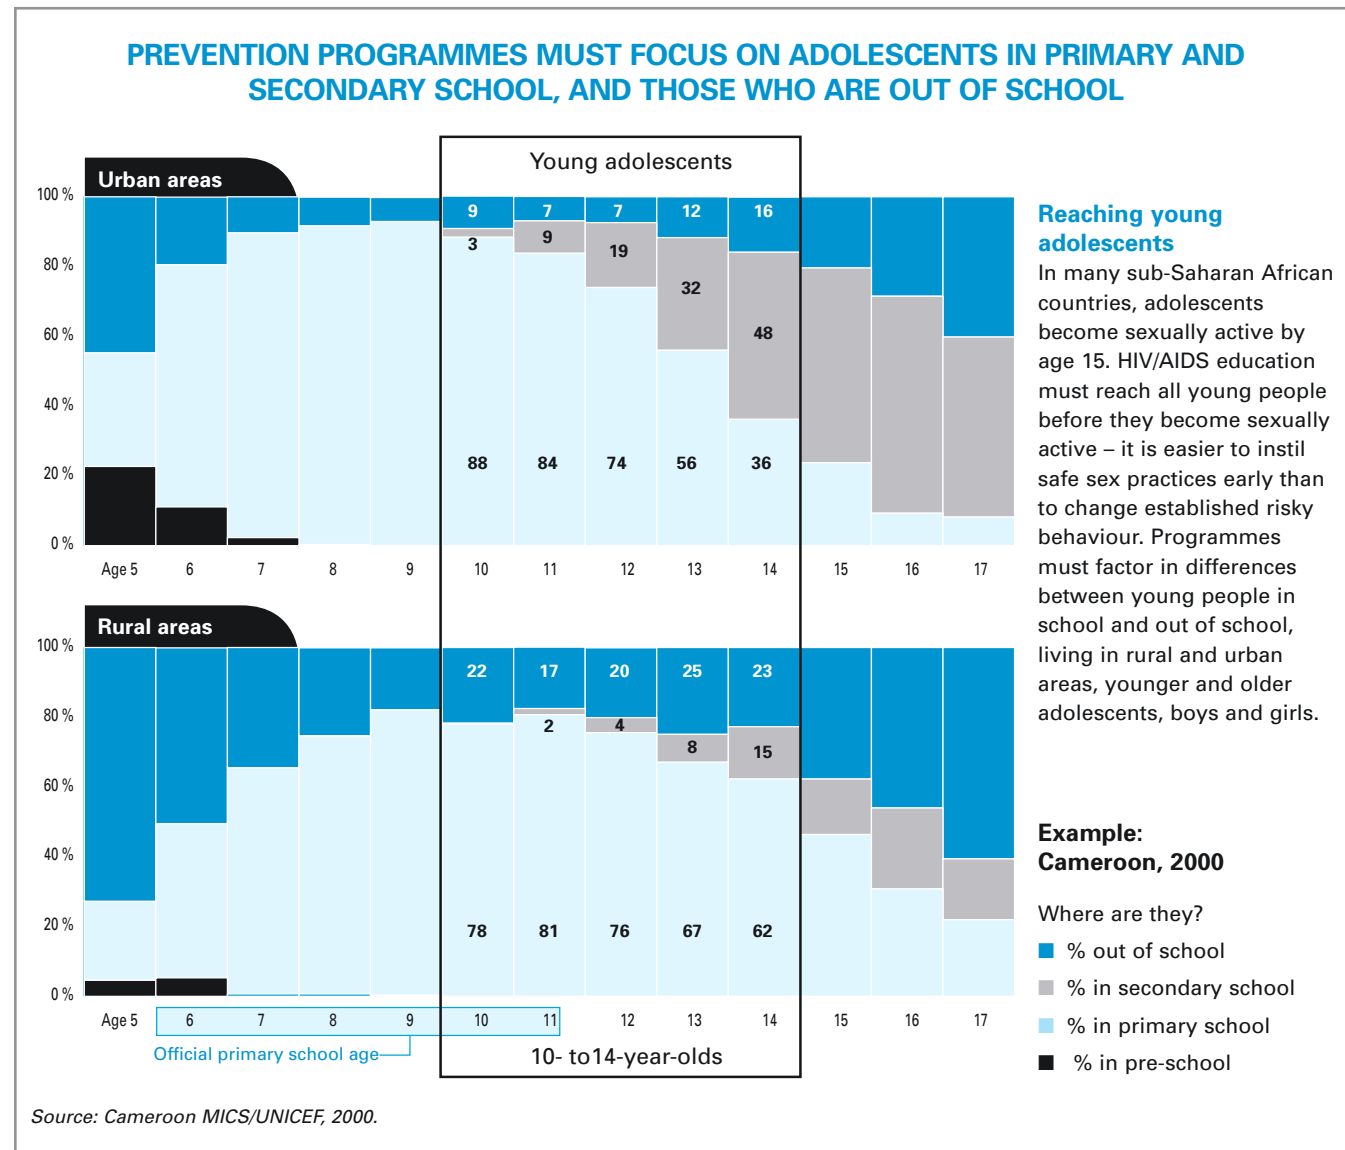 PREVENTION PROGRAMMES MUST FOCUS ON ADOLESCENTS IN PRIMARY AND
SECONDARY SCHOOL, AND THOSE WHO ARE OUT OF SCHOOL
Young adolescents
Urban areas
100 %
80 %
60 %
40 %
20 %
0 %
9 7 7 12 16
3 9 19 32 48
88 84 74 56 36
Age 5 6 7 8 9 10 11 12 13 14 15 16 17
Rural areas
100 %
80 %
60 %
40 %
20 %
0 %
22 17 20 25 23
2 4 8 15
78 81 76 67 62
Age 5 6 7 8 9 10 11 12 13 14 15 16 17
Official primary school age
10- to14-year-olds
Reaching young
adolescents
In many sub-Saharan African
countries, adolescents
become sexually active by
age 15. HIV/AIDS education
must reach all young people
before they become sexually
active – it is easier to instil
safe sex practices early than
to change established risky
behaviour. Programmes
must factor in differences
between young people in
school and out of school,
living in rural and urban
areas, younger and older
adolescents, boys and girls.
Example:
Cameroon, 2000
Where are they?
% out of school
% in secondary school
% in primary school
% in pre-school
Source: Cameroon MICS/UNICEF, 2000.